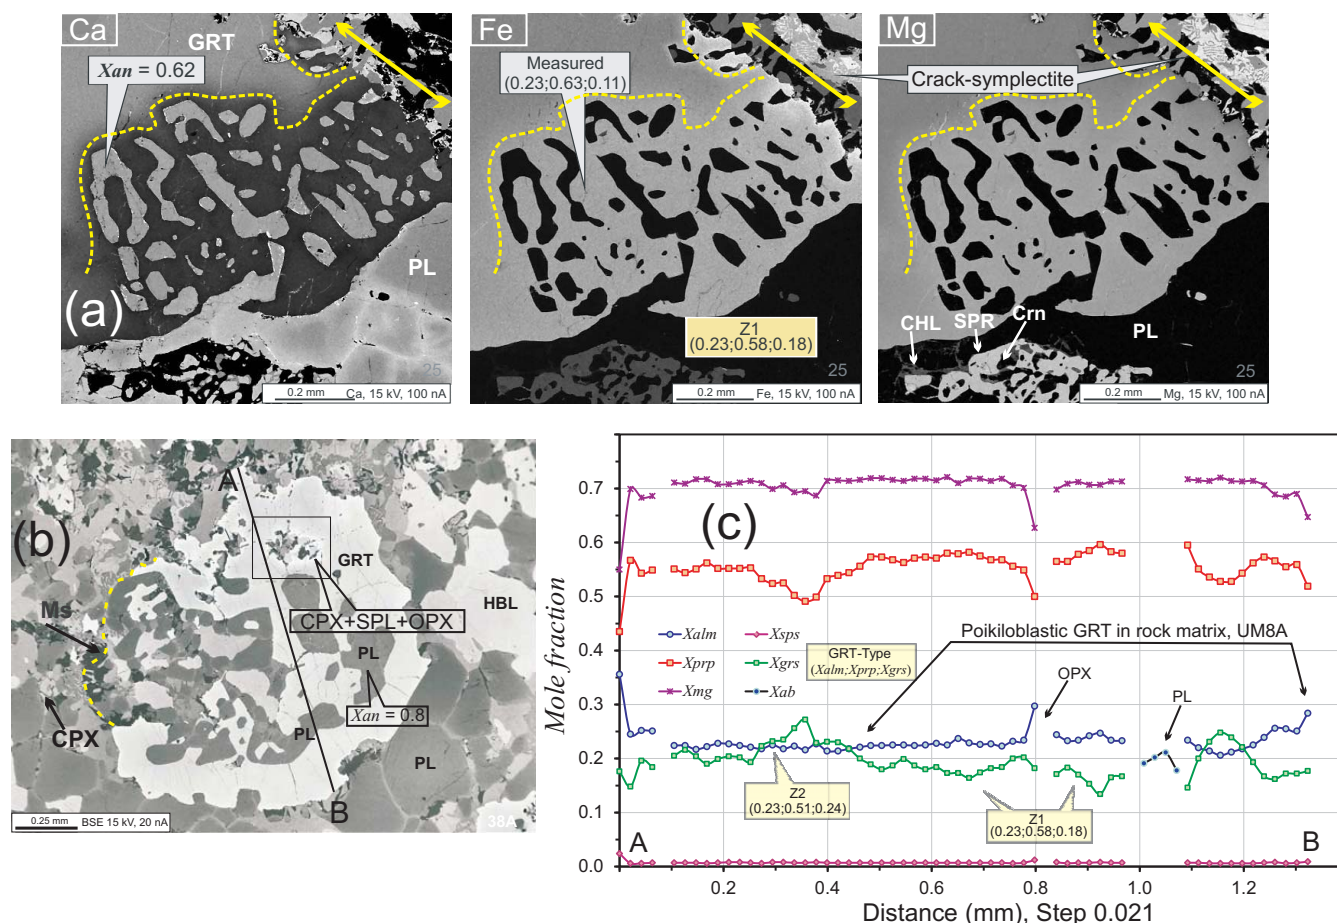 Ca
GRT
Xan = 0.62
PL
(a)
25
0.2 mm
Ca, 15 kV, 100 nA
Fe
Measured
(0.23;0.63;0.11)
Z1
(0.23;0.58;0.18)
25
0.2 mm
Fe, 15 kV, 100 nA
Mg
Crack-symplectite
CHL
SPR
Crn
PL
25
0.2 mm
Mg, 15 kV, 100 nA
(b)
A
GRT
CPX+SPL+OPX
HBL
Ms
PL
Xan = 0.8
CPX
PL
PL
B
0.25 mm
BSE 15 kV, 20 nA
38A
(c)
Mole fraction
0.7
0.6
0.5
0.4
0.3
0.2
0.1
0.0
Xalm
Xsps
Xprp
Xgrs
Xmg
Xab
GRT-Type
(Xalm;Xprp;Xgrs)
Poikiloblastic GRT in rock matrix, UM8A
OPX
PL
Z2
(0.23;0.51;0.24)
Z1
(0.23;0.58;0.18)
A
B
0.2
0.4
0.6
0.8
1.0
1.2
Distance (mm), Step 0.021